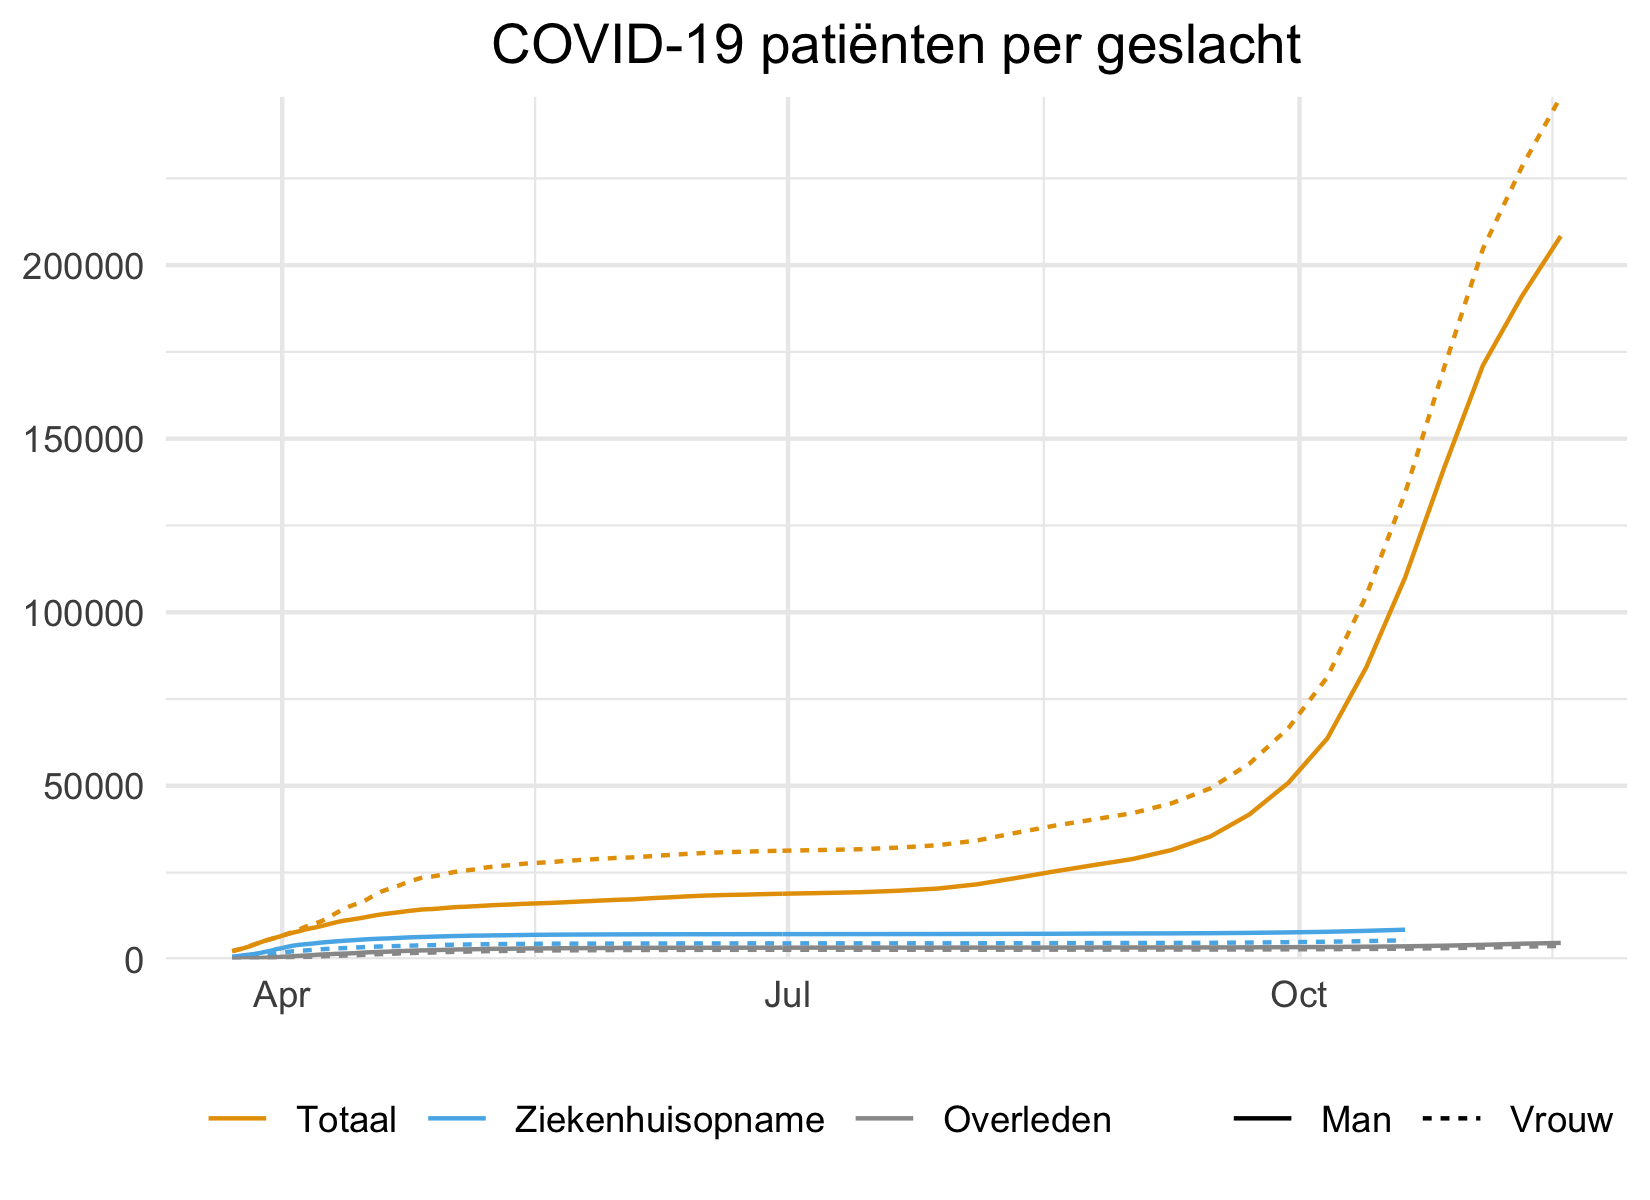 COVID-19 patiënten per geslacht
200000
150000
100000
50000
0
Apr Jul Oct
Totaal Ziekenhuisopname Overleden Man Vrouw